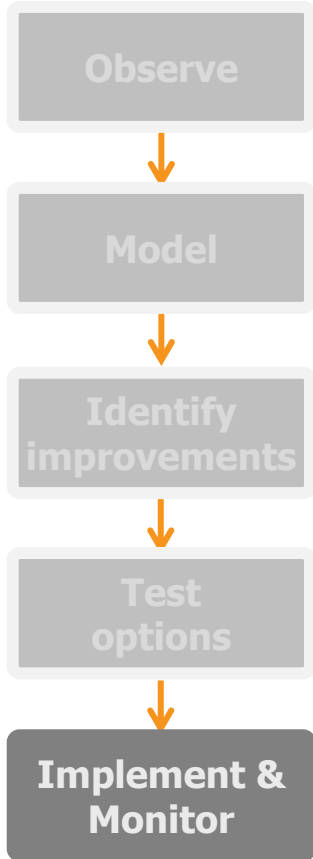 Observe
Model
Identify
improvements
Test
options
Implement &
Monitor